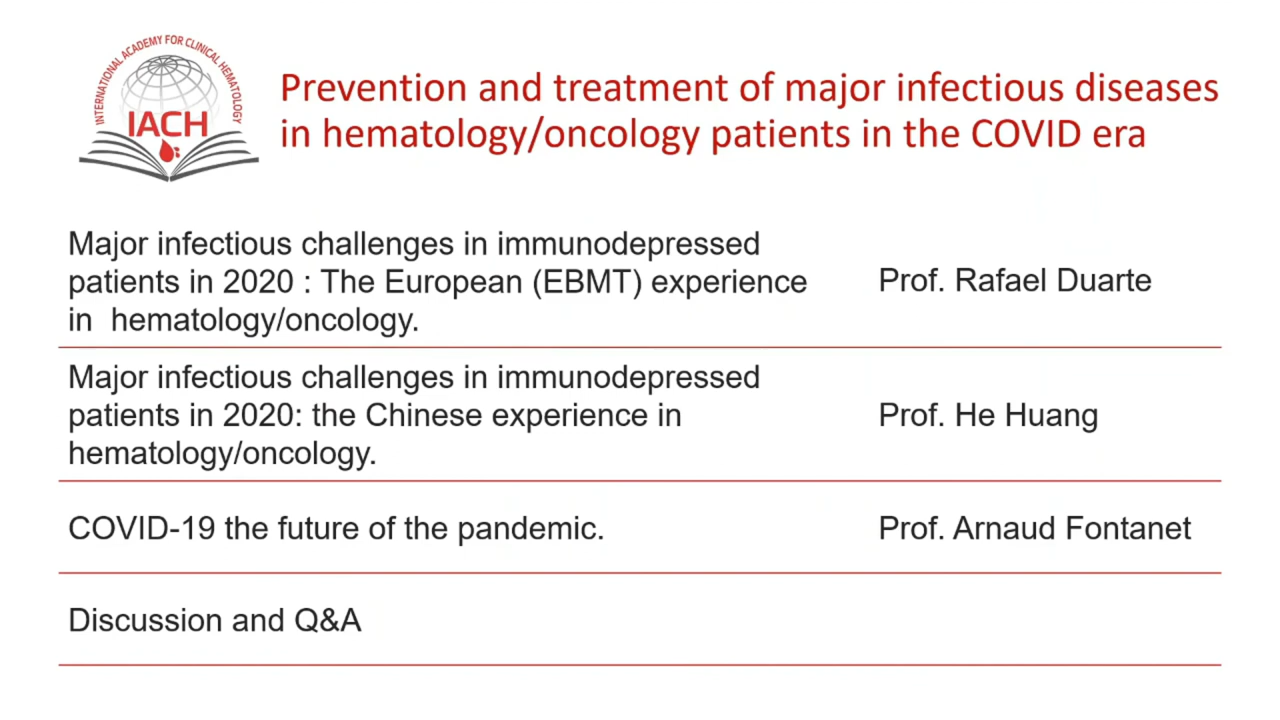 INTERNATIONAL ACADEMY FOR CLINICAL HEMATOLOGY
IACH
Prevention and treatment of major infectious diseases
in hematology/oncology patients in the COVID era
Major infectious challenges in immunodepressed
patients in 2020 : The European (EBMT) experience
in  hematology/oncology.
Prof. Rafael Duarte
Major infectious challenges in immunodepressed
patients in 2020: the Chinese experience in
hematology/oncology.
Prof. He Huang
COVID-19 the future of the pandemic.
Prof. Arnaud Fontanet
Discussion and Q&A